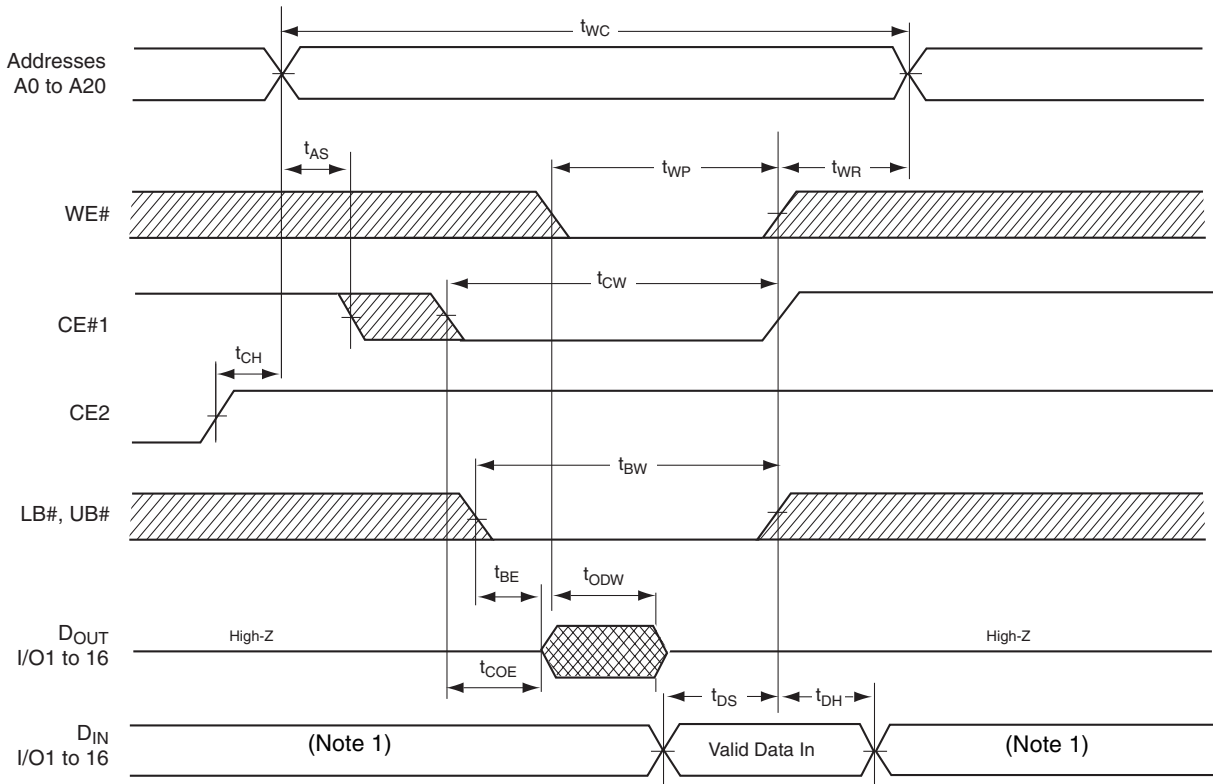 tWC
Addresses
A0 to A20
tAS
tWP
tWR
WE#
tCW
CE#1
tCH
CE2
tBW
LB#, UB#
tBE
tODW
DOUT
I/O1 to 16
High-Z
High-Z
tCOE
tDS
tDH
DIN
I/O1 to 16
(Note 1)
Valid Data In
(Note 1)